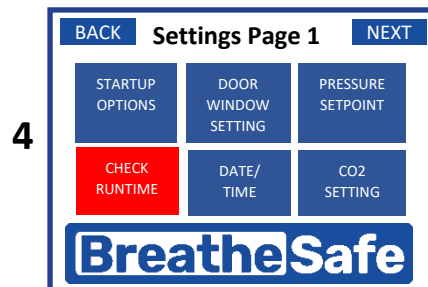 BACK Settings Page 1 NEXT
STARTUP OPTIONS
DOOR WINDOW SETTING
PRESSURE SETPOINT
4
CHECK RUNTIME
DATE/ TIME
CO2 SETTING
BreatheSafe